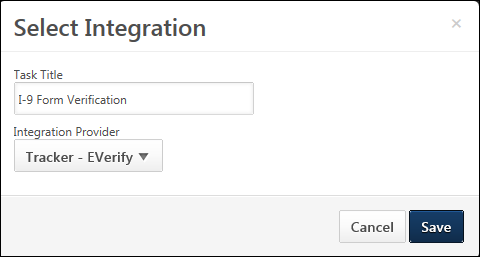 Select Integration
Task Title
I-9 Form Verification
Integration Provider
Tracker - EVerify
Cancel Save